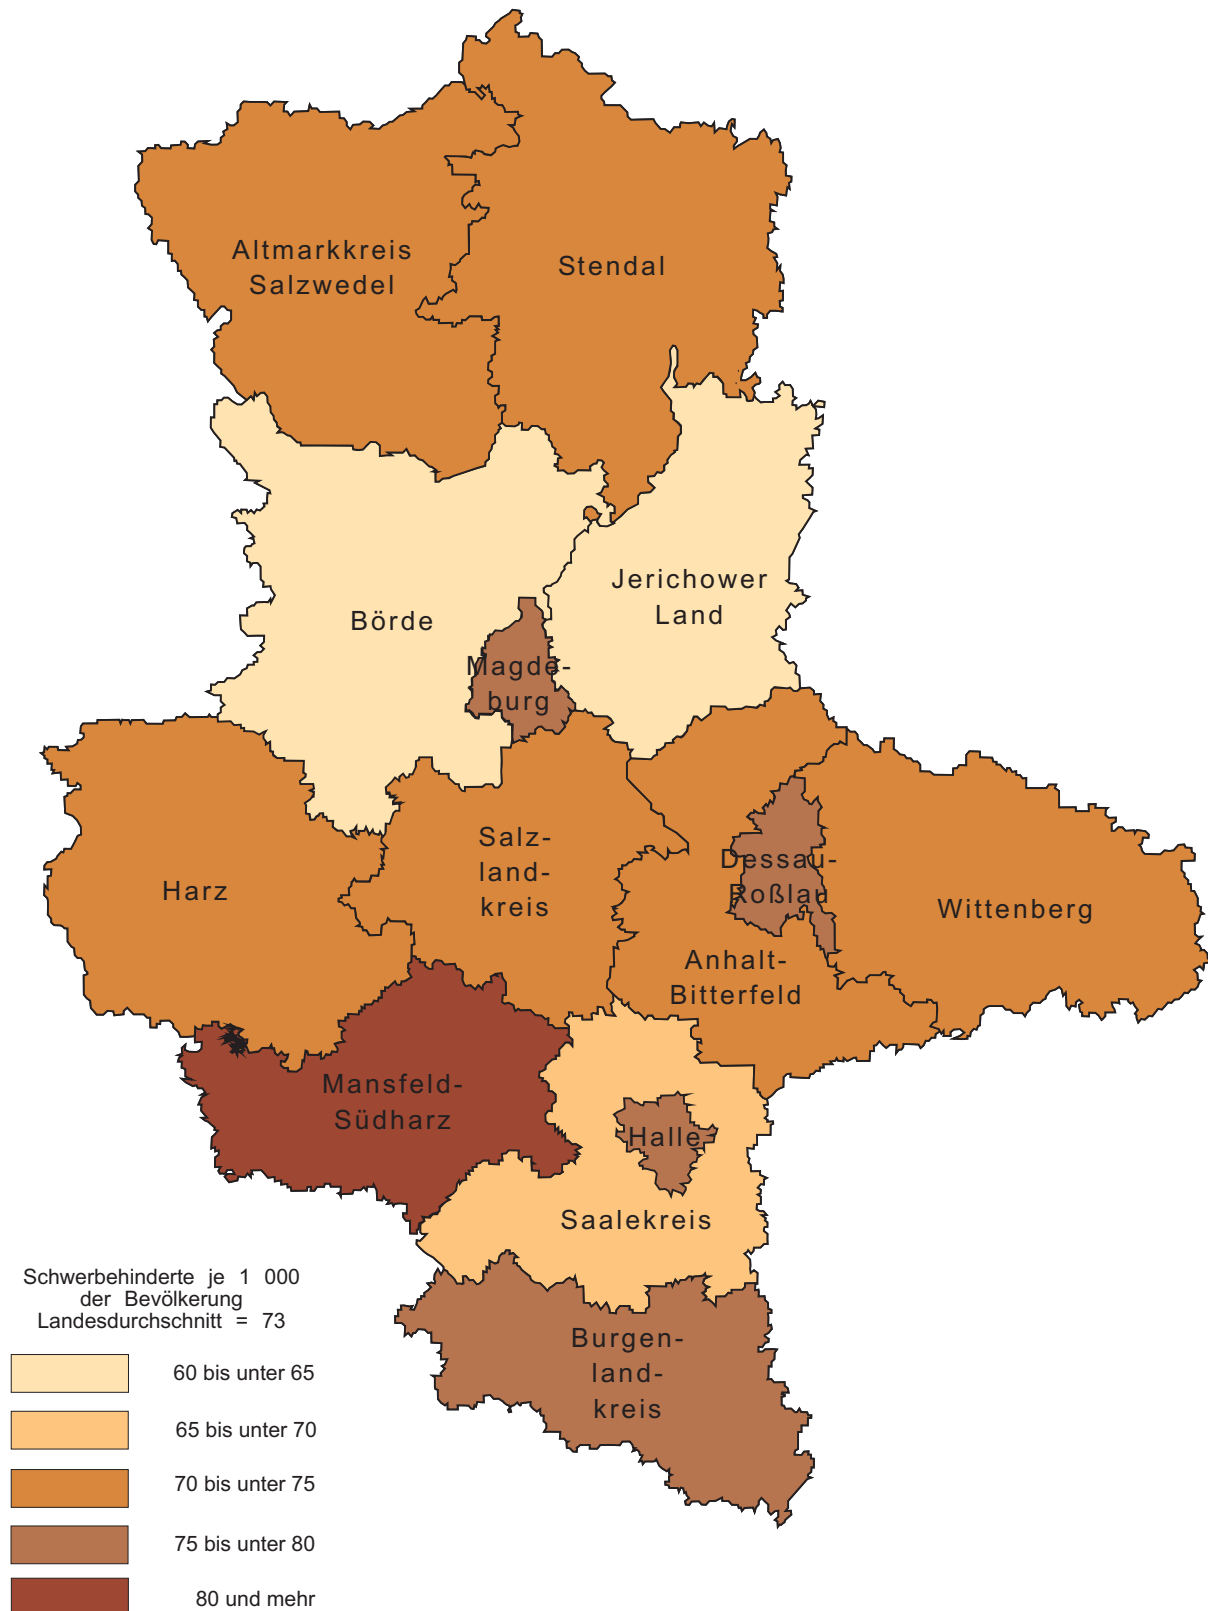 Altmarkkreis
Salzwedel
Stendal
Jerichower
Land
Börde
Magde-
burg
Salz-
land-
kreis
Harz
Dessau-
Roßlau
Wittenberg
Anhalt-
Bitterfeld
Mansfeld-
Südharz
Halle
Saalekreis
Burgen-
land-
kreis
Schwerbehinderte je 1 000
der Bevölkerung
Landesdurchschnitt = 73
60 bis unter 65
65 bis unter 70
70 bis unter 75
75 bis unter 80
80 und mehr